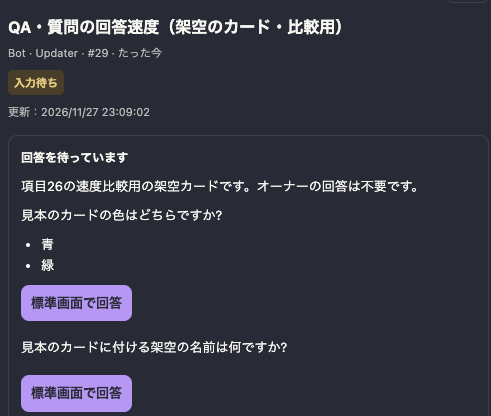 QA・質問の回答速度（架空のカード・比較用）
Bot · Updater · #29 · たった今
入力待ち
更新：2026/11/27 23:09:02
回答を待っています
項目26の速度比較用の架空カードです。オーナーの回答は不要です。
見本のカードの色はどちらですか?
• 青
• 緑
標準画面で回答
見本のカードに付ける架空の名前は何ですか?
標準画面で回答